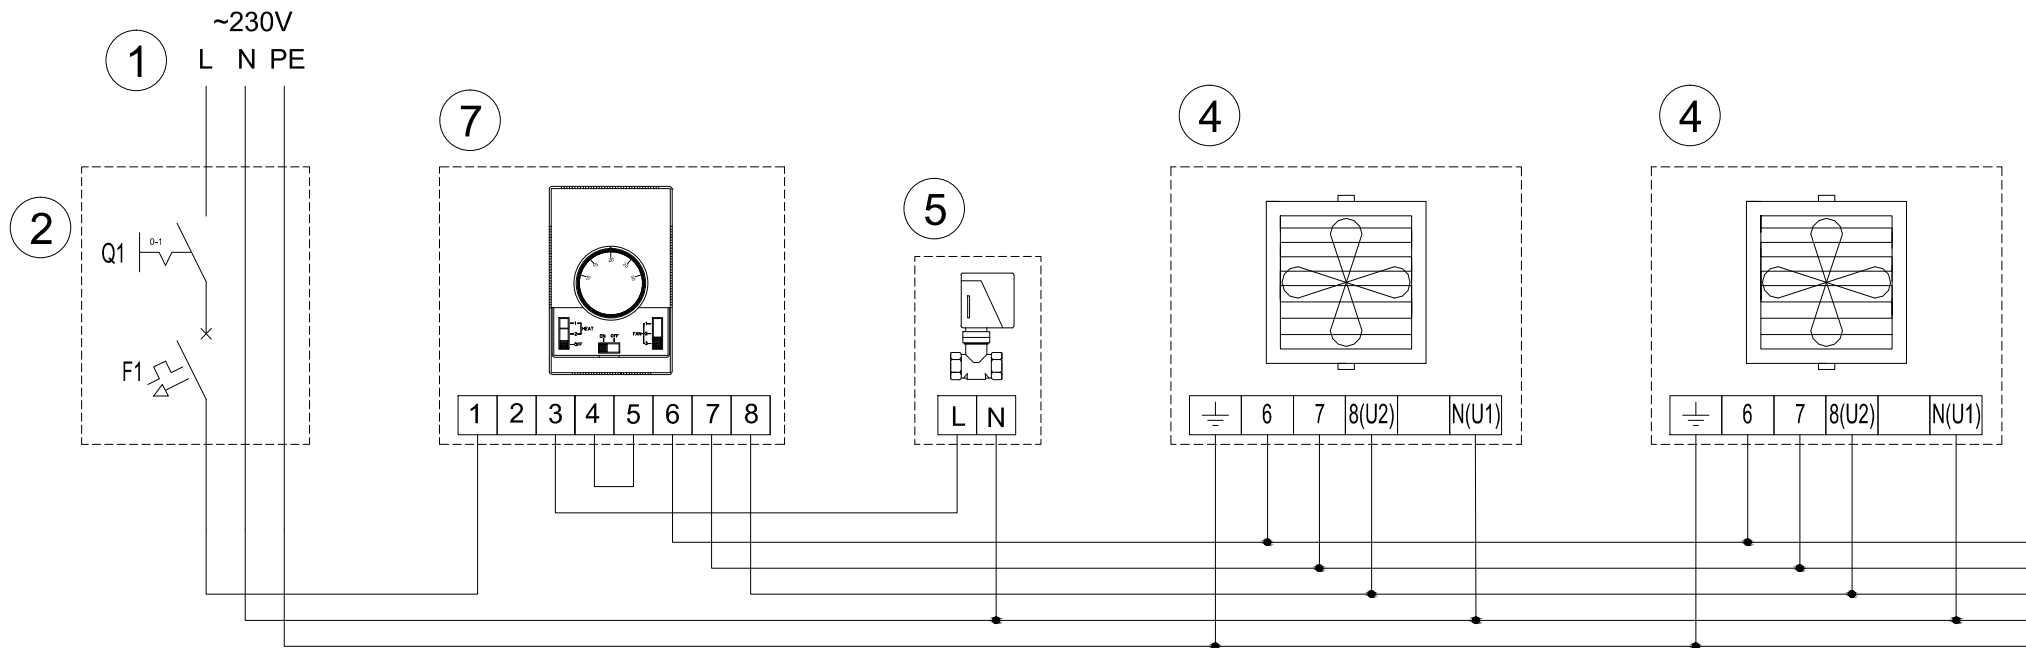 ~230V
1 L N PE
7
4
4
2
5
Q1
0-1
F1
20
HEAT
ON OFF
FAN
OFF
1 2 3 4 5 6 7 8
L N
6 7 8(U2) N(U1)
6 7 8(U2) N(U1)